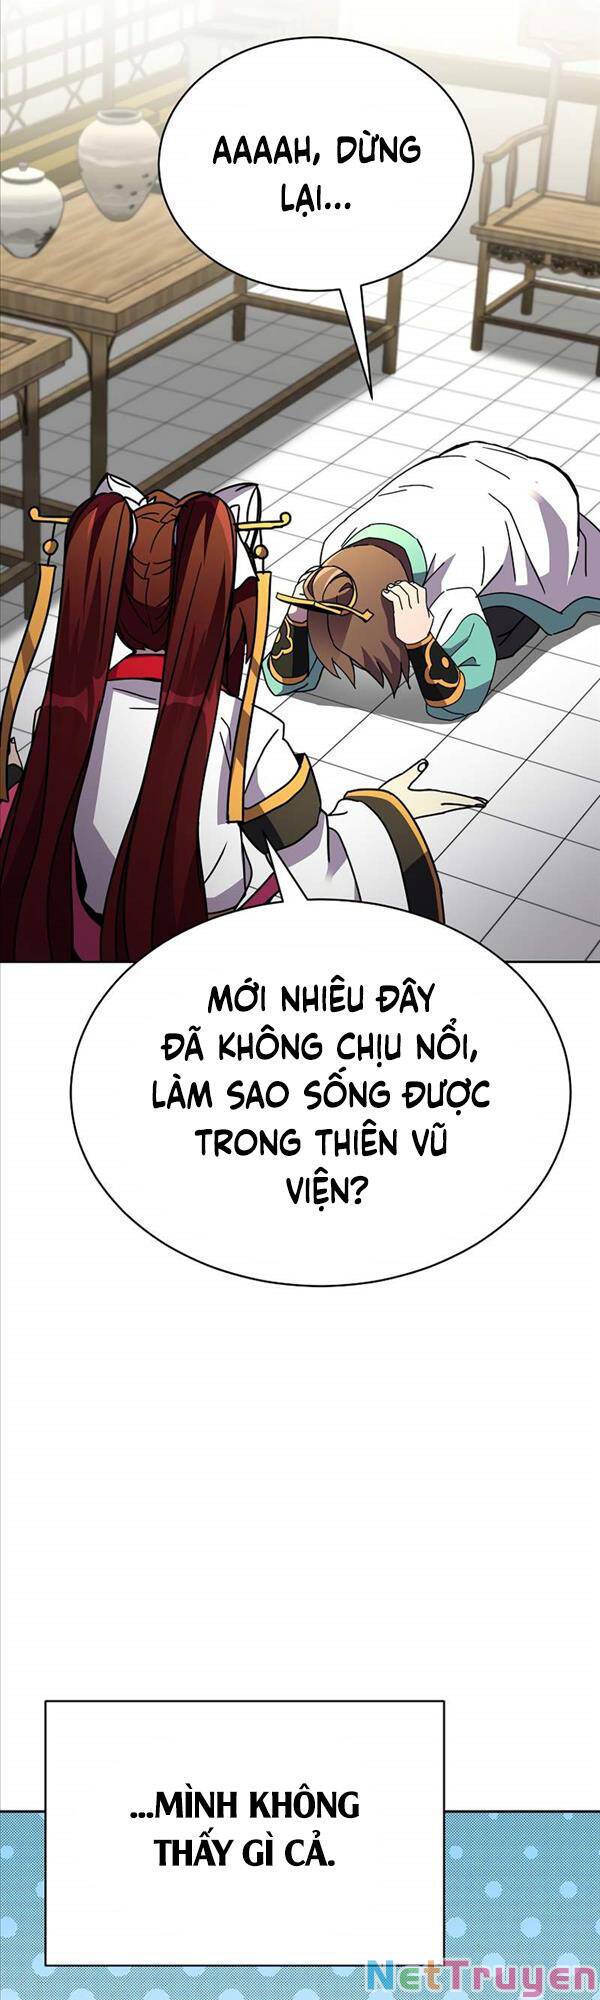 AAAAH, DỪNG
LẠI...
MỚI NHIÊU ĐÂY
ĐÃ KHÔNG CHỊU NỔI,
LÀM SAO SỐNG ĐƯỢC
TRONG THIÊN VŨ
VIỆN?
...MÌNH KHÔNG
THẤY GÌ CẢ.
NetTruyen